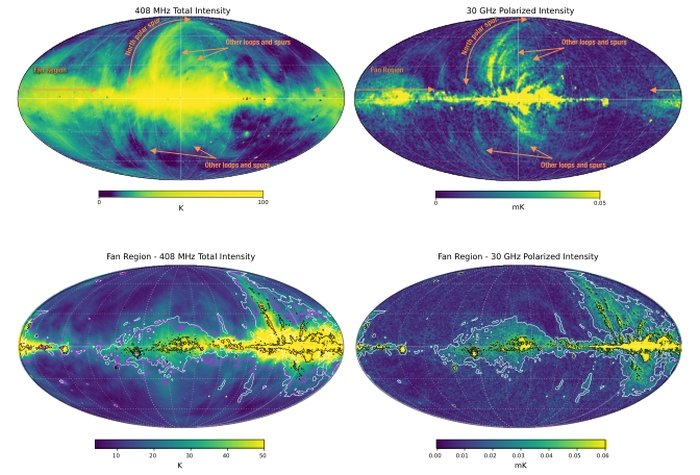 408 MHz Total Intensity
North polar spur
Other loops and spurs
Fan Region
Other loops and spurs
0
100
K
30 GHz Polarized Intensity
North polar spur
Other loops and spurs
Fan Region
Other loops and spurs
0
0.05
mK
Fan Region - 408 MHz Total Intensity
10
20
30
40
50
K
Fan Region - 30 GHz Polarized Intensity
0.00
0.01
0.02
0.03
0.04
0.05
0.06
mK